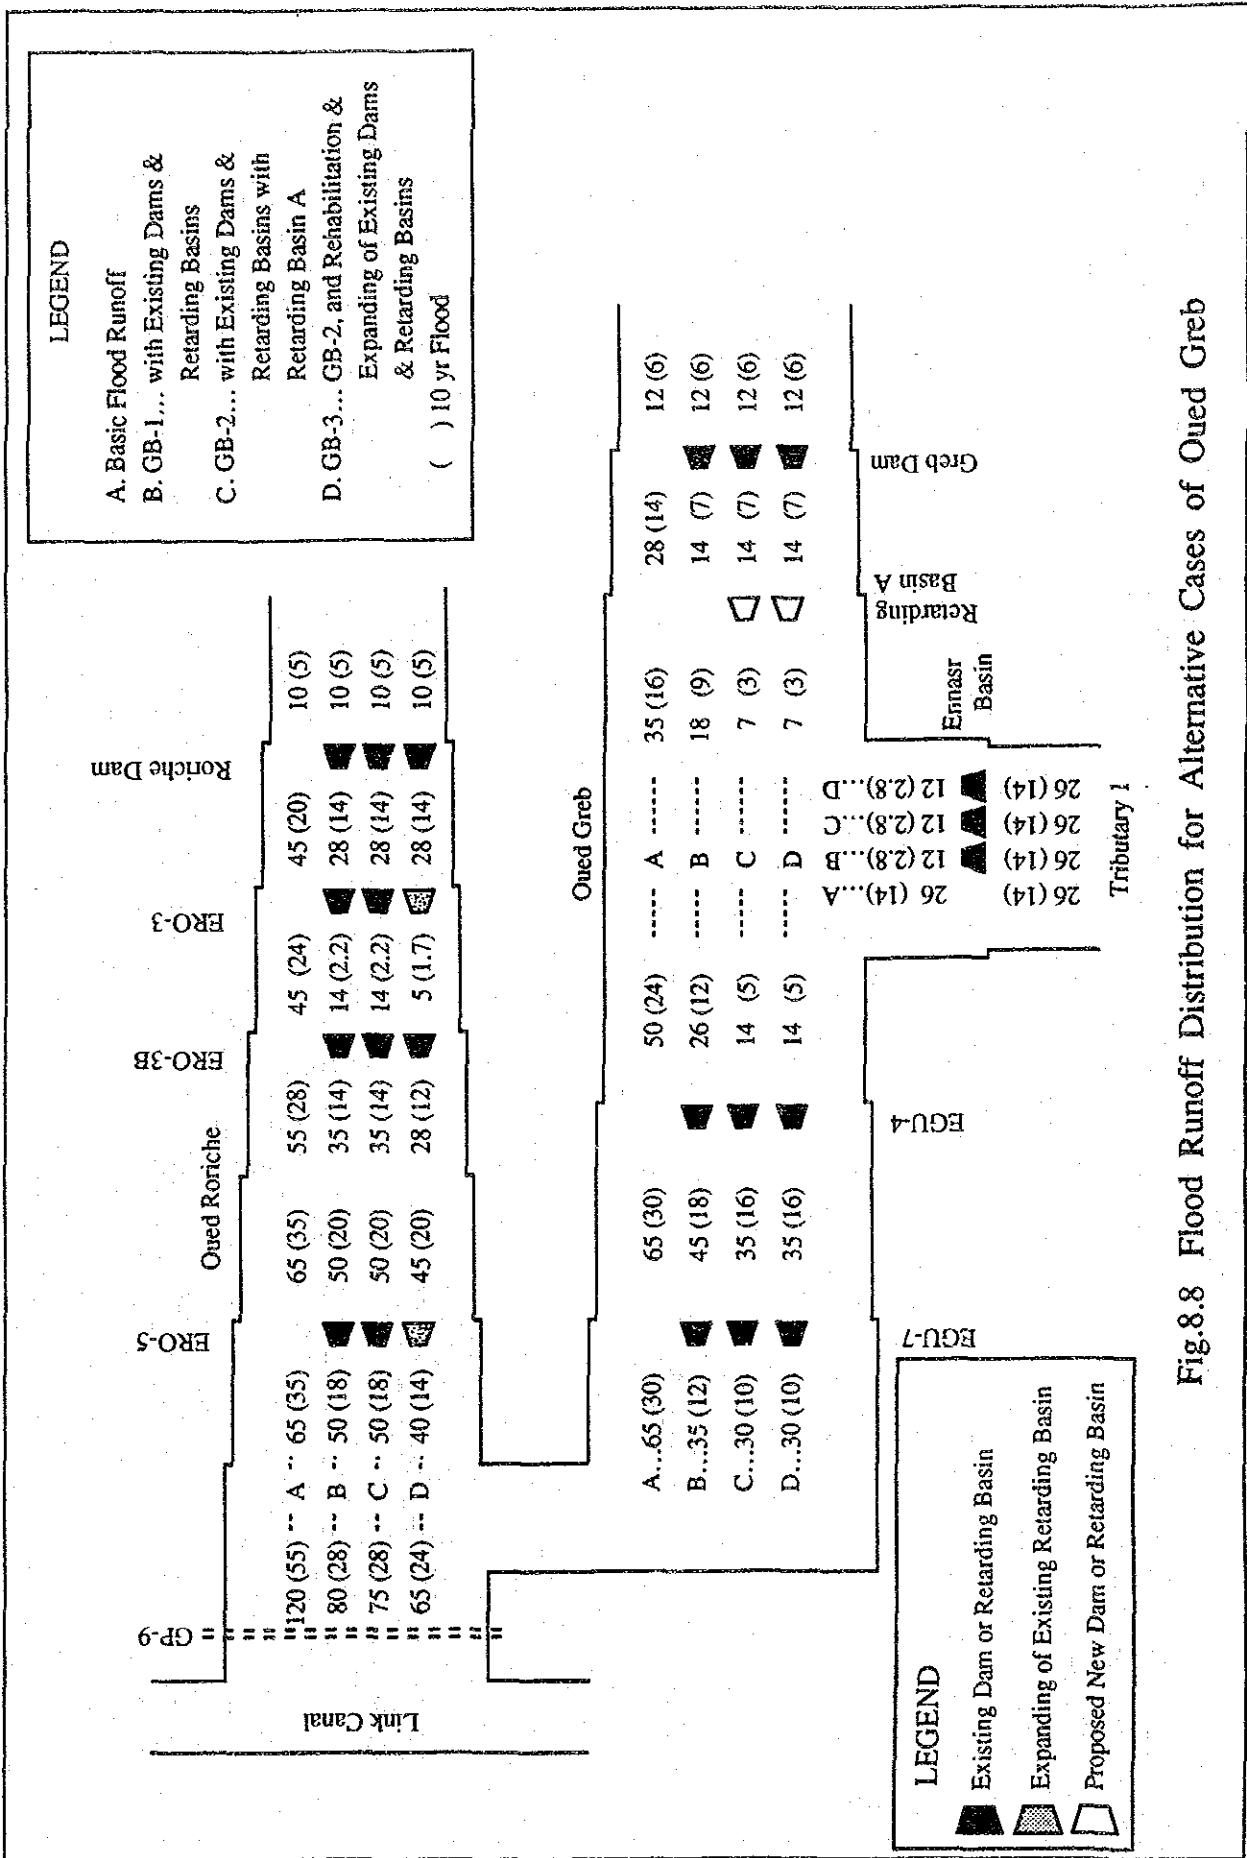 LEGEND
A. Basic Flood Runoff
B. GB-1... with Existing Dams &
Retarding Basins
C. GB-2... with Existing Dams &
Retarding Basins with
Retarding Basin A
D. GB-3... GB-2, and Rehabilitation &
Expanding of Existing Dams
& Retarding Basins
( ) 10 yr Flood
GP-9
ERO-5
Oued Roriche
ERO-3B
ERO-3
Roriche Dam
120 (55) -- A -- 65 (35) 65 (35) 55 (28) 45 (24) 45 (20) 10 (5)
80 (28) -- B -- 50 (18) 50 (20) 35 (14) 14 (2.2) 28 (14) 10 (5)
75 (28) -- C -- 50 (18) 50 (20) 35 (14) 14 (2.2) 28 (14) 10 (5)
65 (24) -- D -- 40 (14) 45 (20) 28 (12) 5 (1.7) 28 (14) 10 (5)
Link Canal
Oued Greb
A...65 (30) 65 (30) 50 (24) ----- A ------ 35 (16) 28 (14) 12 (6)
B...35 (12) 45 (18) 26 (12) ----- B ------ 18 (9) 14 (7) 12 (6)
C...30 (10) 35 (16) 14 (5) ----- C ------ 7 (3) 14 (7) 12 (6)
D...30 (10) 35 (16) 14 (5) ----- D ------ 7 (3) 14 (7) 12 (6)
EGU-7
EGU-4
Ennasr
Basin
Retarding
Basin A
Greb Dam
26 (14) 26 (14)...A
26 (14) 12 (2.8)...B
26 (14) 12 (2.8)...C
26 (14) 12 (2.8)...D
Tributary 1
LEGEND
Existing Dam or Retarding Basin
Expanding of Existing Retarding Basin
Proposed New Dam or Retarding Basin
Fig.8.8 Flood Runoff Distribution for Alternative Cases of Oued Greb